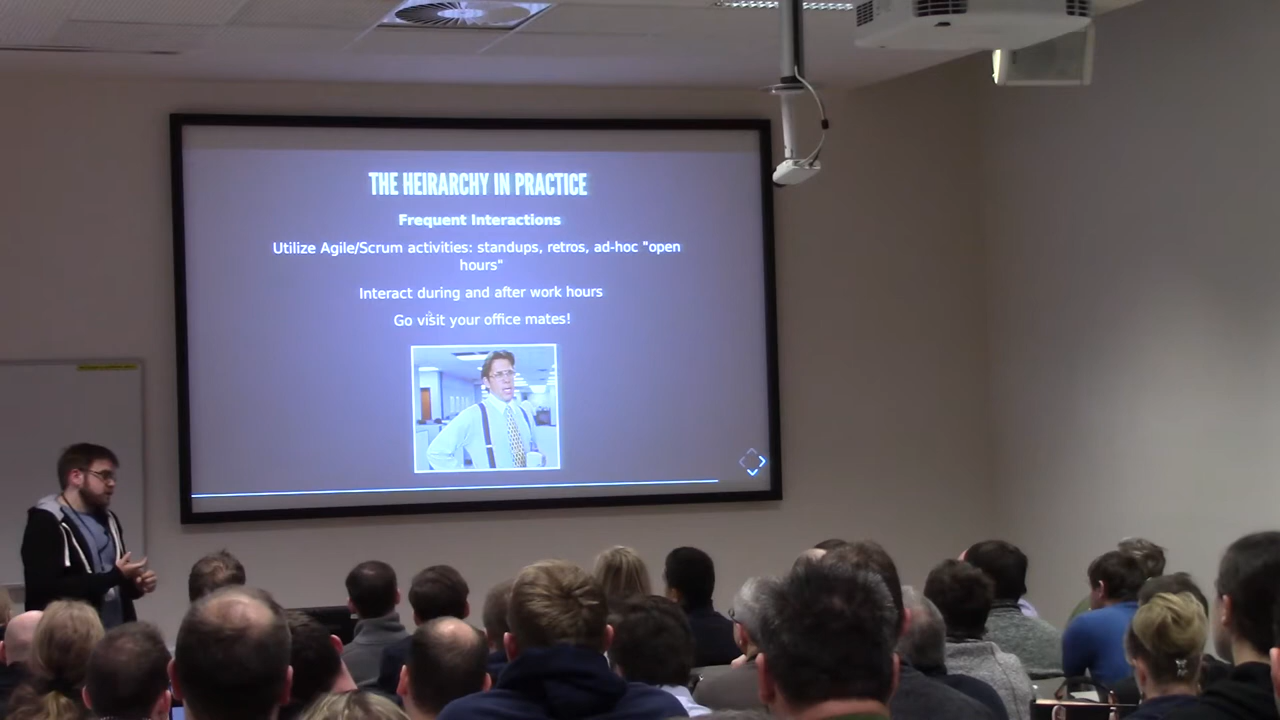 THE HEIRARCHY IN PRACTICE
Frequent Interactions
Utilize Agile/Scrum activities: standups, retros, ad-hoc "open
hours"
Interact during and after work hours
Go visit your office mates!